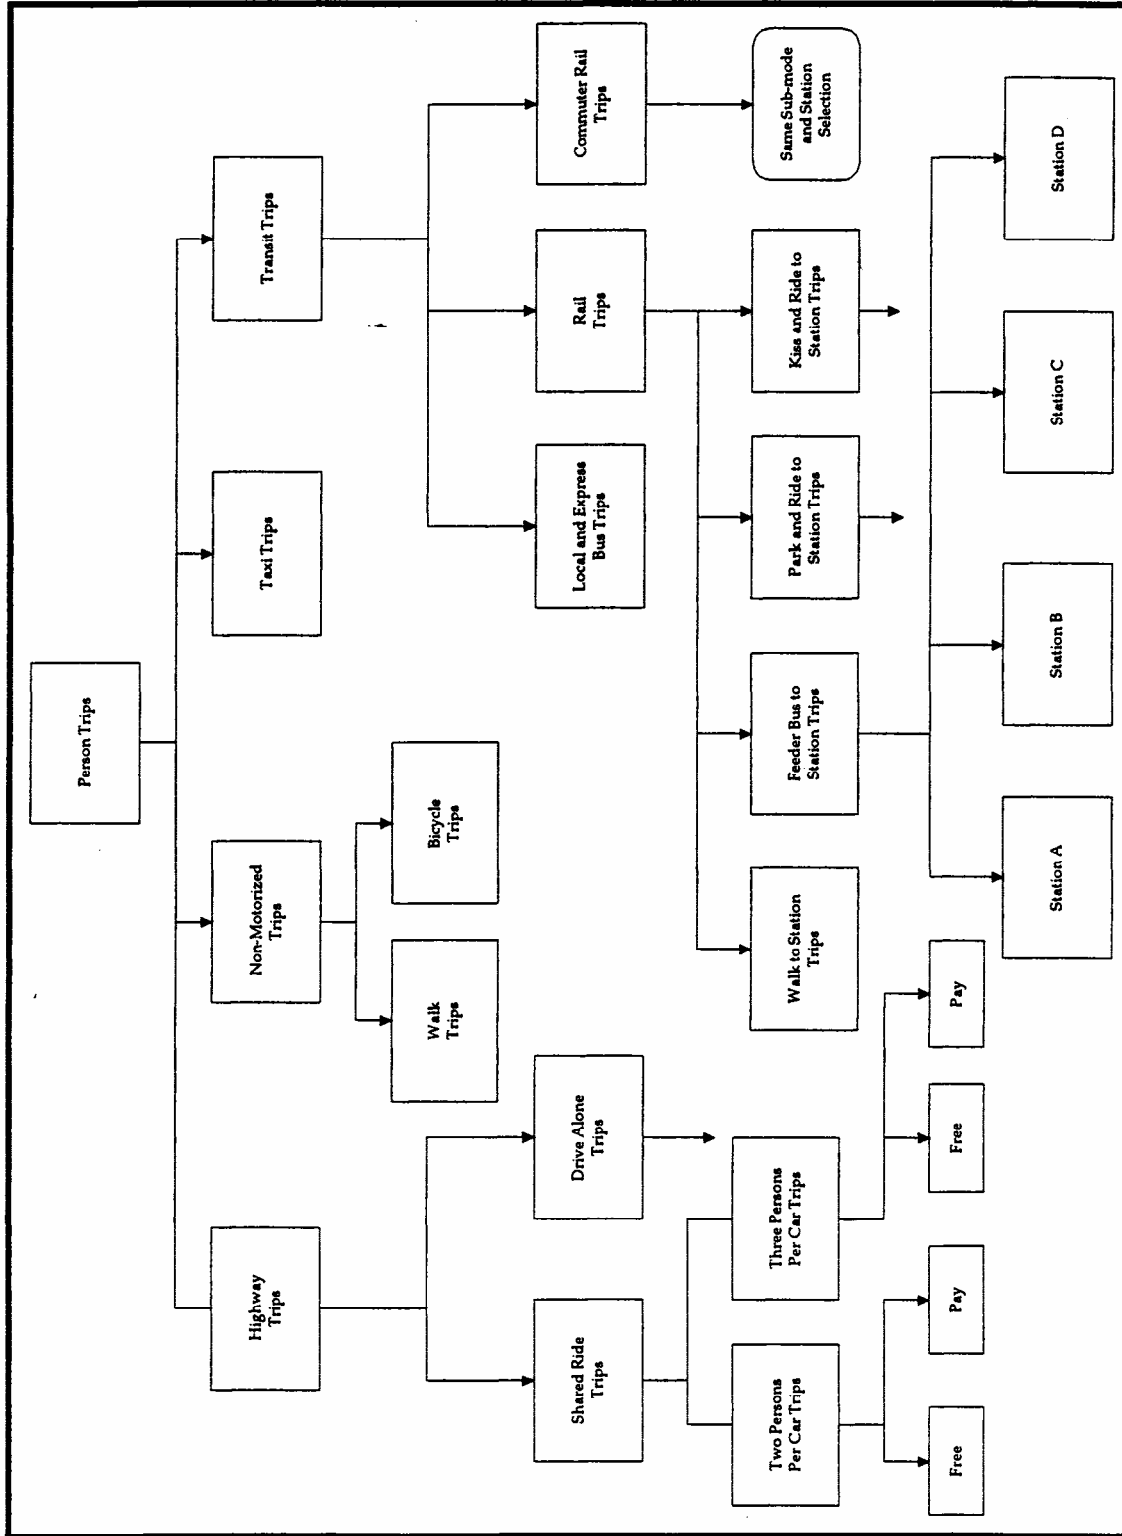 Person Trips
Highway
Trips
Non-Motorized
Trips
Taxi Trips
Transit Trips
Walk
Trips
Bicycle
Trips
Shared Ride
Trips
Drive Alone
Trips
Local and Express
Bus Trips
Rail
Trips
Commuter Rail
Trips
Two Persons
Per Car Trips
Three Persons
Per Car Trips
Walk to Station
Trips
Feeder Bus to
Station Trips
Park and Ride to
Station Trips
Kiss and Ride to
Station Trips
Same Sub-mode
and Station
Selection
Free
Pay
Free
Pay
Station A
Station B
Station C
Station D